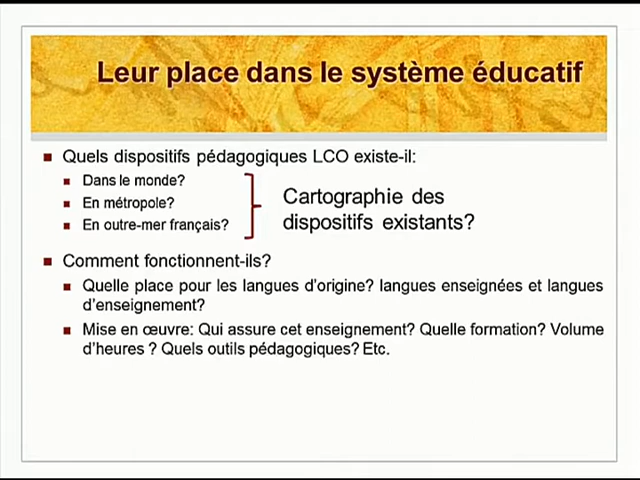 Leur place dans le système éducatif
Quels dispositifs pédagogiques LCO existe-il:
Dans le monde?
En métropole?
En outre-mer français?
Cartographie des
dispositifs existants?
Comment fonctionnent-ils?
Quelle place pour les langues d'origine? langues enseignées et langues
d'enseignement?
Mise en œuvre: Qui assure cet enseignement? Quelle formation? Volume
d'heures ? Quels outils pédagogiques? Etc.